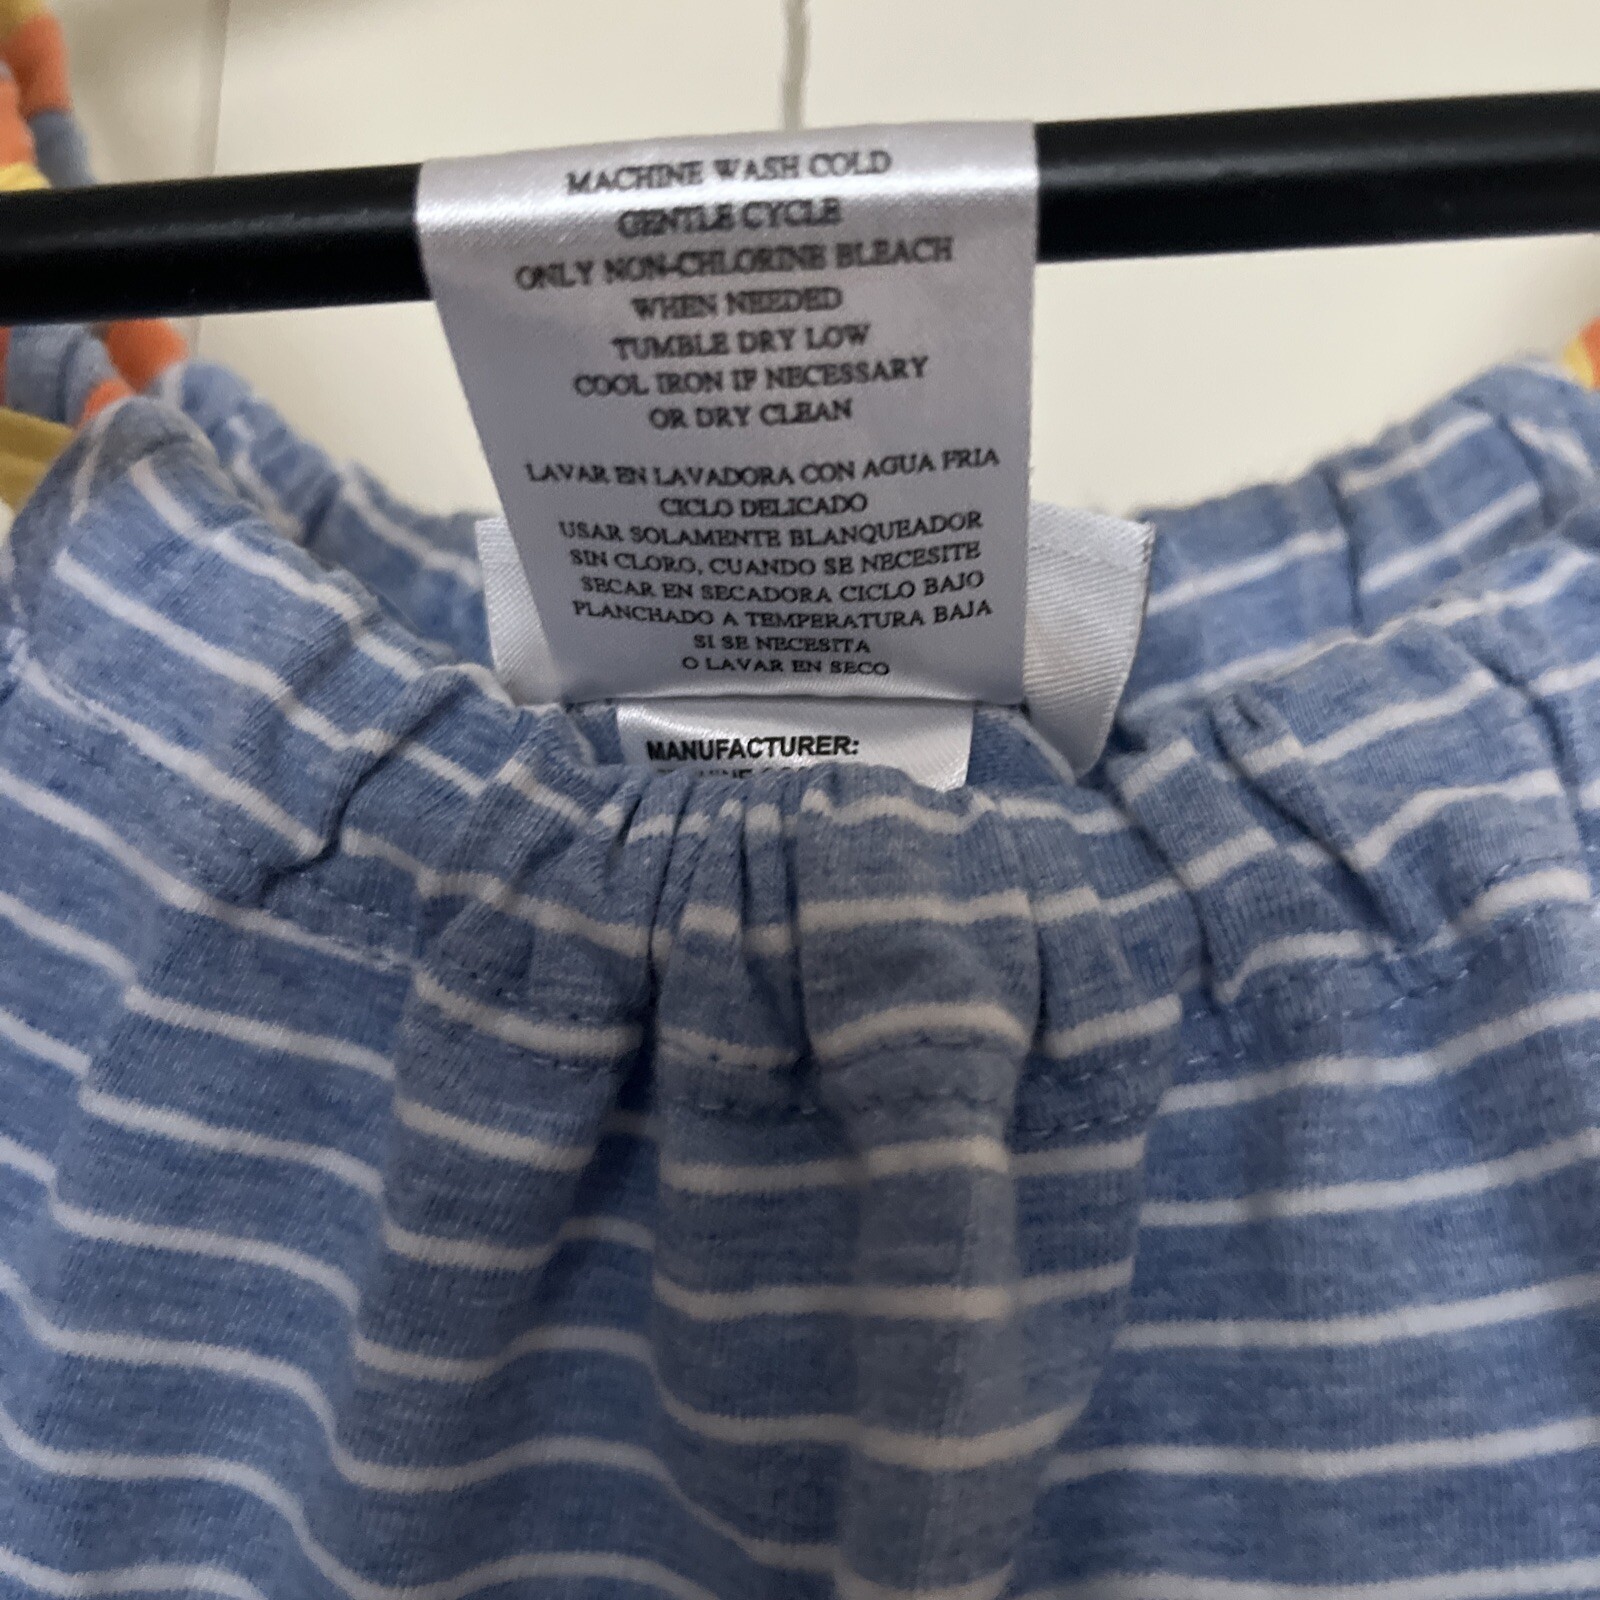 MACHINE WASH COLD
GENTLE CYCLE
ONLY NON-CHLORINE BLEACH
WHEN NEEDED
TUMBLE DRY LOW
COOL IRON IF NECESSARY
OR DRY CLEAN
LAVAR EN LAVADORA CON AGUA FRIA
CICLO DELICADO
USAR SOLAMENTE BLANQUEADOR
SIN CLORO, CUANDO SE NECESITE
SECAR EN SECADORA CICLO BAJO
PLANCHADO A TEMPERATURA BAJA
SI SE NECESITA
O LAVAR EN SECO
MANUFACTURER: